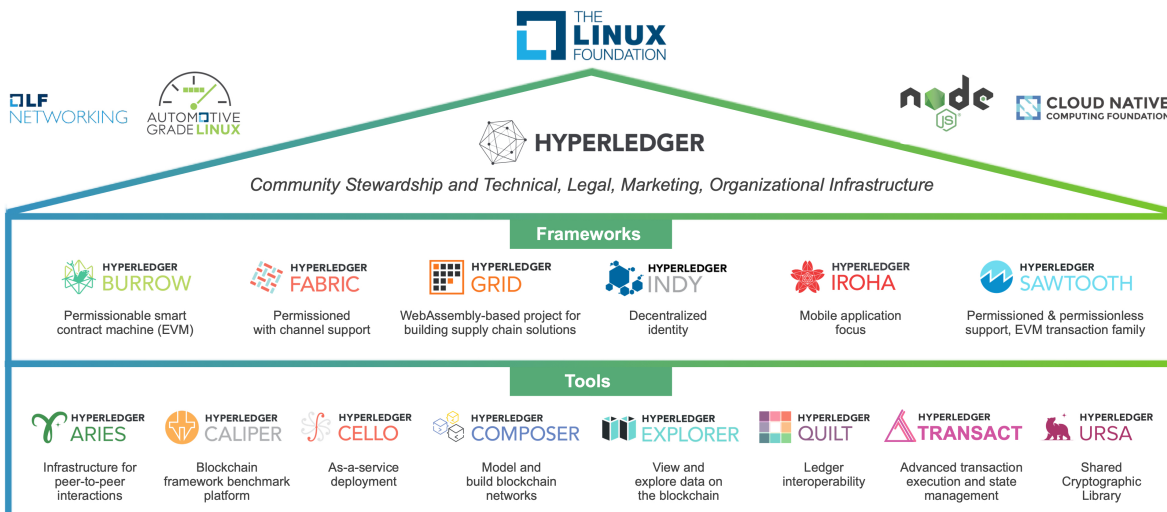 THE
LINUX
FOUNDATION
LF
NETWORKING
AUTOMOTIVE
GRADE LINUX
node
JS
CLOUD NATIVE
COMPUTING FOUNDATION
HYPERLEDGER
Community Stewardship and Technical, Legal, Marketing, Organizational Infrastructure
Frameworks
HYPERLEDGER
BURROW
Permissionable smart
contract machine (EVM)
HYPERLEDGER
FABRIC
Permissioned
with channel support
HYPERLEDGER
GRID
WebAssembly-based project for
building supply chain solutions
HYPERLEDGER
INDY
Decentralized
identity
HYPERLEDGER
IROHA
Mobile application
focus
HYPERLEDGER
SAWTOOTH
Permissioned & permissionless
support, EVM transaction family
Tools
HYPERLEDGER
ARIES
Infrastructure for
peer-to-peer
interactions
HYPERLEDGER
CALIPER
Blockchain
framework benchmark
platform
HYPERLEDGER
CELLO
As-a-service
deployment
HYPERLEDGER
COMPOSER
Model and
build blockchain
networks
HYPERLEDGER
EXPLORER
View and
explore data on
the blockchain
HYPERLEDGER
QUILT
Ledger
interoperability
HYPERLEDGER
TRANSACT
Advanced transaction
execution and state
management
HYPERLEDGER
URSA
Shared
Cryptographic
Library